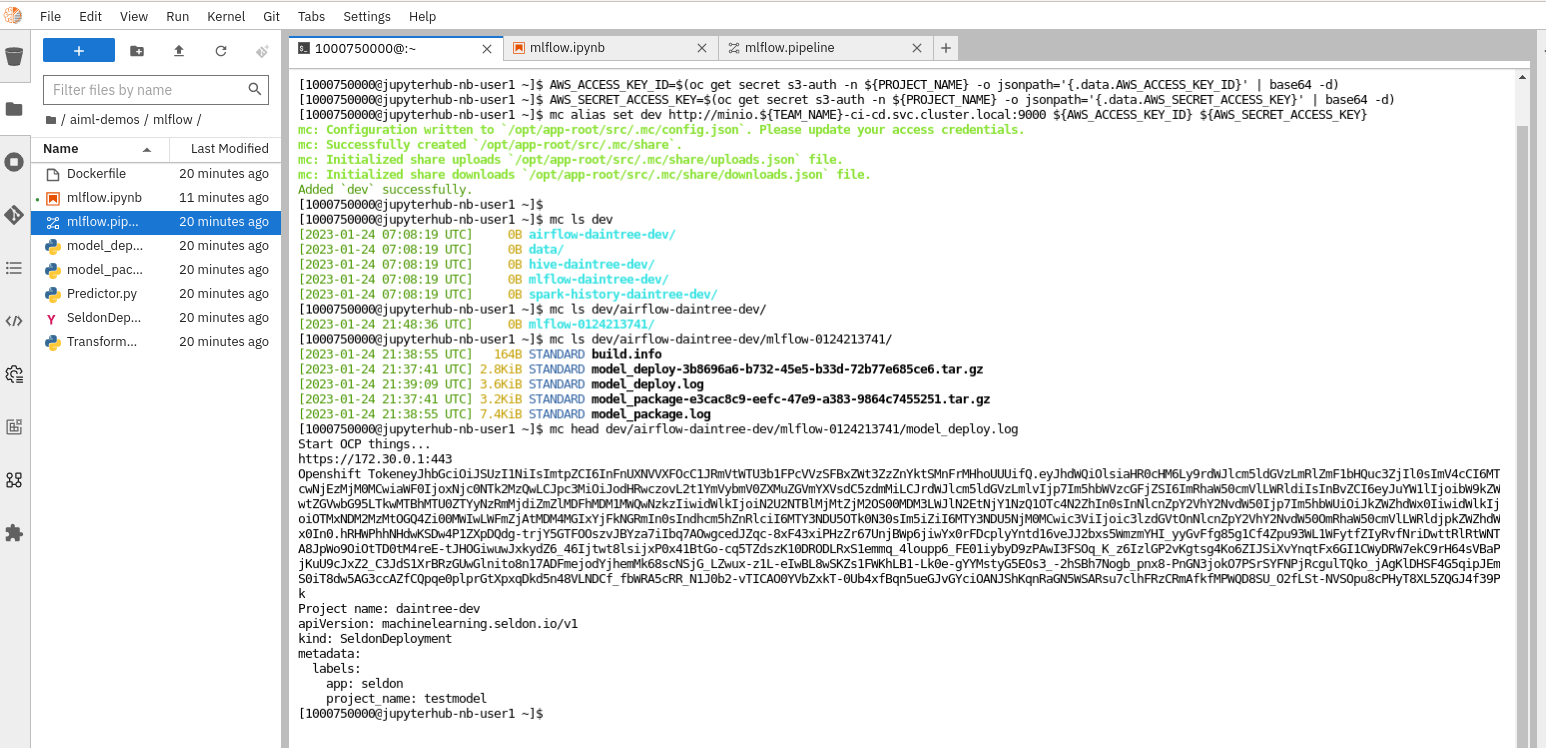 File Edit View Run Kernel Git Tabs Settings Help
+
Filter files by name
/ aiml-demos / mlflow /
Name Last Modified
Dockerfile 20 minutes ago
mlflow.ipynb 11 minutes ago
mlflow.pip... 20 minutes ago
model_dep... 20 minutes ago
model_pac... 20 minutes ago
Predictor.py 20 minutes ago
SeldonDep... 20 minutes ago
Transform... 20 minutes ago
1000750000@:~ mlflow.ipynb mlflow.pipeline +
[1000750000@jupyterhub-nb-user1 ~]$ AWS_ACCESS_KEY_ID=$(oc get secret s3-auth -n ${PROJECT_NAME} -o jsonpath='{.data.AWS_ACCESS_KEY_ID}' | base64 -d)
[1000750000@jupyterhub-nb-user1 ~]$ AWS_SECRET_ACCESS_KEY=$(oc get secret s3-auth -n ${PROJECT_NAME} -o jsonpath='{.data.AWS_SECRET_ACCESS_KEY}' | base64 -d)
[1000750000@jupyterhub-nb-user1 ~]$ mc alias set dev http://minio.${TEAM_NAME}-ci-cd.svc.cluster.local:9000 ${AWS_ACCESS_KEY_ID} ${AWS_SECRET_ACCESS_KEY}
mc: Configuration written to `/opt/app-root/src/.mc/config.json`. Please update your access credentials.
mc: Successfully created `/opt/app-root/src/.mc/share`.
mc: Initialized share uploads `/opt/app-root/src/.mc/share/uploads.json` file.
mc: Initialized share downloads `/opt/app-root/src/.mc/share/downloads.json` file.
Added `dev` successfully.
[1000750000@jupyterhub-nb-user1 ~]$
[1000750000@jupyterhub-nb-user1 ~]$ mc ls dev
[2023-01-24 07:08:19 UTC] 0B airflow-daintree-dev/
[2023-01-24 07:08:19 UTC] 0B data/
[2023-01-24 07:08:19 UTC] 0B hive-daintree-dev/
[2023-01-24 07:08:19 UTC] 0B mlflow-daintree-dev/
[2023-01-24 07:08:19 UTC] 0B spark-history-daintree-dev/
[1000750000@jupyterhub-nb-user1 ~]$ mc ls dev/airflow-daintree-dev/
[2023-01-24 21:48:36 UTC] 0B mlflow-0124213741/
[1000750000@jupyterhub-nb-user1 ~]$ mc ls dev/airflow-daintree-dev/mlflow-0124213741/
[2023-01-24 21:38:55 UTC] 164B STANDARD build.info
[2023-01-24 21:37:41 UTC] 2.8KiB STANDARD model_deploy-3b8696a6-b732-45e5-b33d-72b77e685ce6.tar.gz
[2023-01-24 21:39:09 UTC] 3.6KiB STANDARD model_deploy.log
[2023-01-24 21:37:41 UTC] 3.2KiB STANDARD model_package-e3cac8c9-eefc-47e9-a383-9864c7455251.tar.gz
[2023-01-24 21:38:55 UTC] 7.4KiB STANDARD model_package.log
[1000750000@jupyterhub-nb-user1 ~]$ mc head dev/airflow-daintree-dev/mlflow-0124213741/model_deploy.log
Start OCP things...
https://172.30.0.1:443
Openshift
Project name: daintree-dev
apiVersion: machinelearning.seldon.io/v1
kind: SeldonDeployment
metadata:
labels:
app: seldon
project_name: testmodel
[1000750000@jupyterhub-nb-user1 ~]$